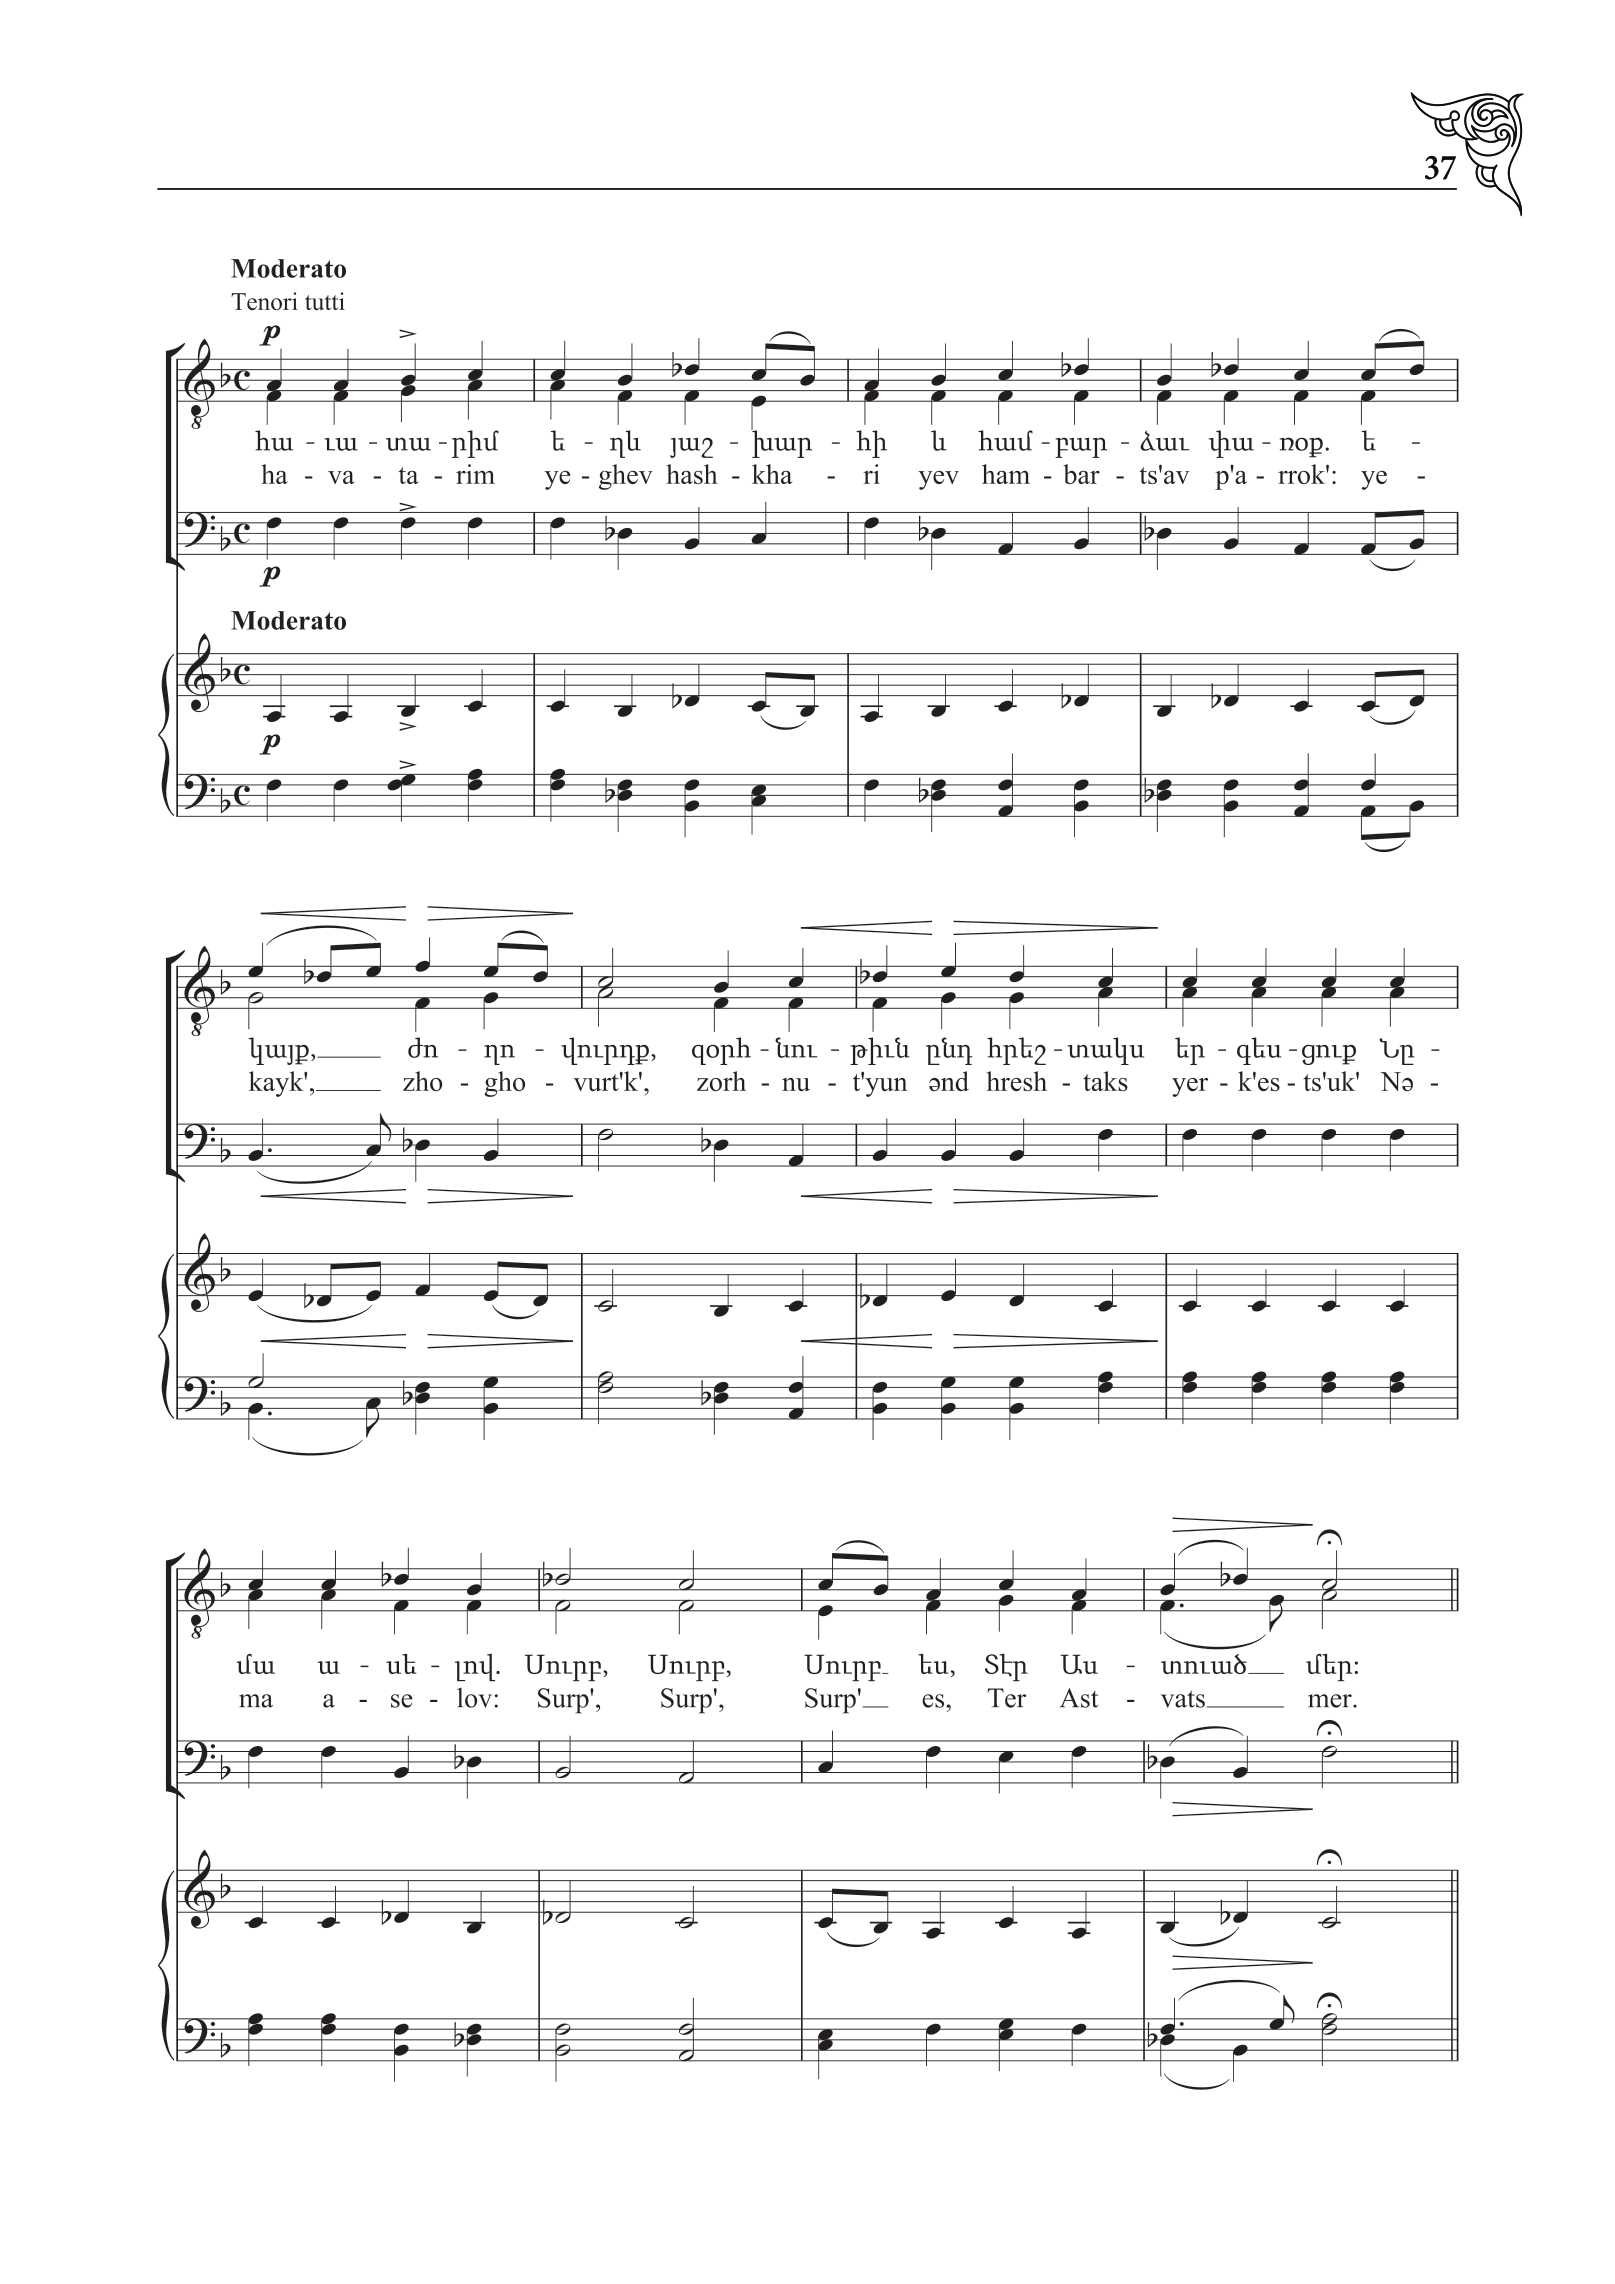 37
Moderato
Tenori tutti
p
հա - ւա - տա - րիմ ե - ղև յաշ - խար - հի և համ - բար - ձաւ փա - ռօք. ե -
ha - va - ta - rim ye - ghev hash - kha - ri yev ham - bar - ts'av p'a - rrok': ye -
p
Moderato
p
կայք, ժո - ղո - վուրդք, զօրհ - նու - թիւն ընդ հրեշ - տակս եր - գես - ցուք Նը -
kayk', zho - gho - vurt'k', zorh - nu - t'yun ənd hresh - taks yer - k'es - ts'uk' Nə -
մա ա - սե - լով. Սուրբ, Սուրբ, Սուրբ ես, Տէր Աս - տուած մեր:
ma a - se - lov: Surp', Surp', Surp' es, Ter Ast - vats mer.